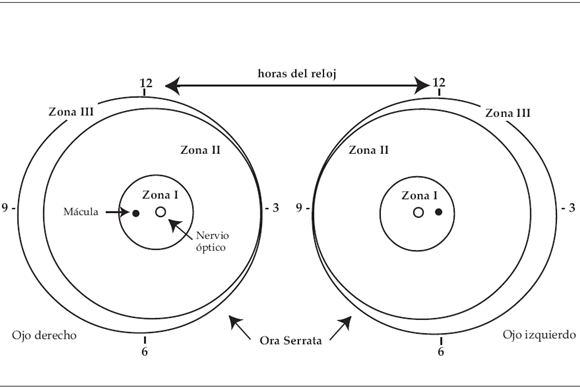 horas del reloj
12
12
Zona III
Zona III
Zona II
Zona II
Zona I
Zona I
9 -
- 3
9 -
- 3
Mácula
Nervio
óptico
Ojo derecho
Ora Serrata
Ojo izquierdo
6
6